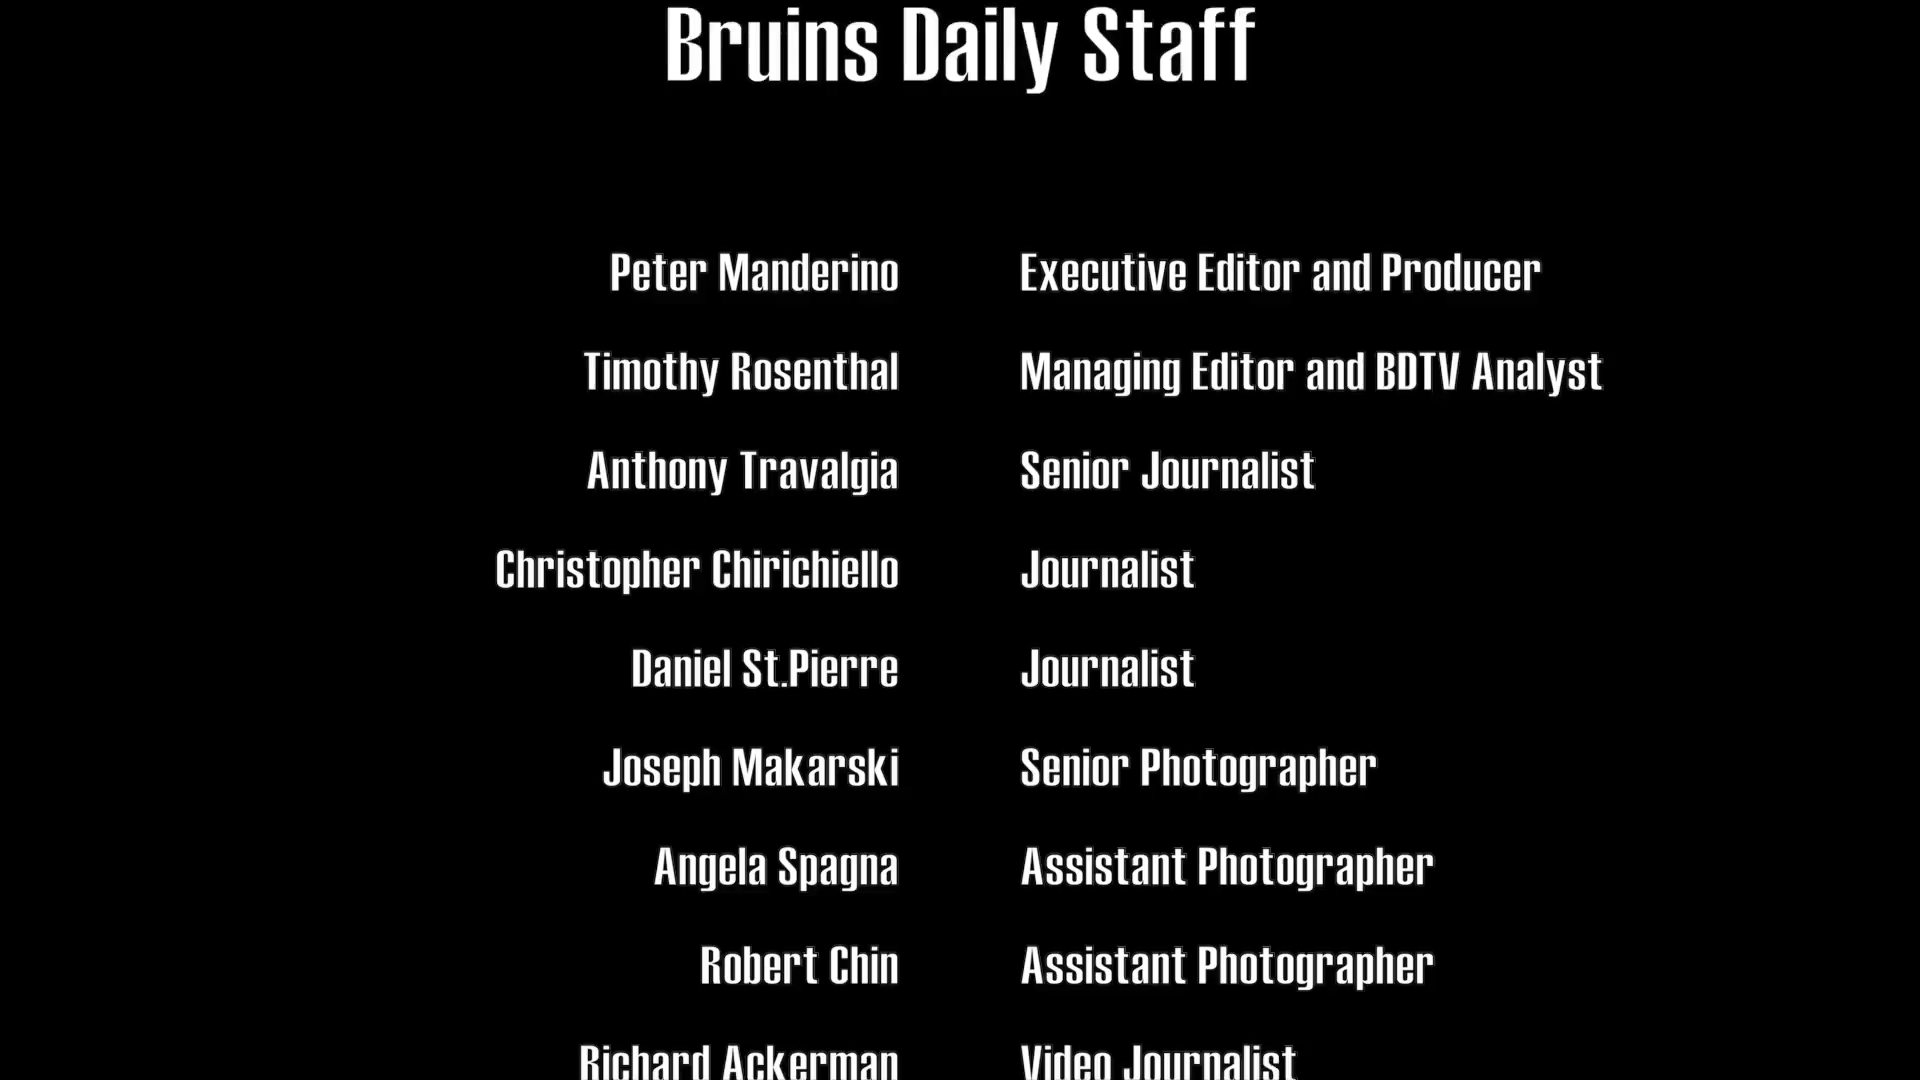 Bruins Daily Staff
Peter Manderino Executive Editor and Producer
Timothy Rosenthal Managing Editor and BDTV Analyst
Anthony Travalgia Senior Journalist
Christopher Chirichiello Journalist
Daniel St.Pierre Journalist
Joseph Makarski Senior Photographer
Angela Spagna Assistant Photographer
Robert Chin Assistant Photographer
Richard Ackerman Video Journalist